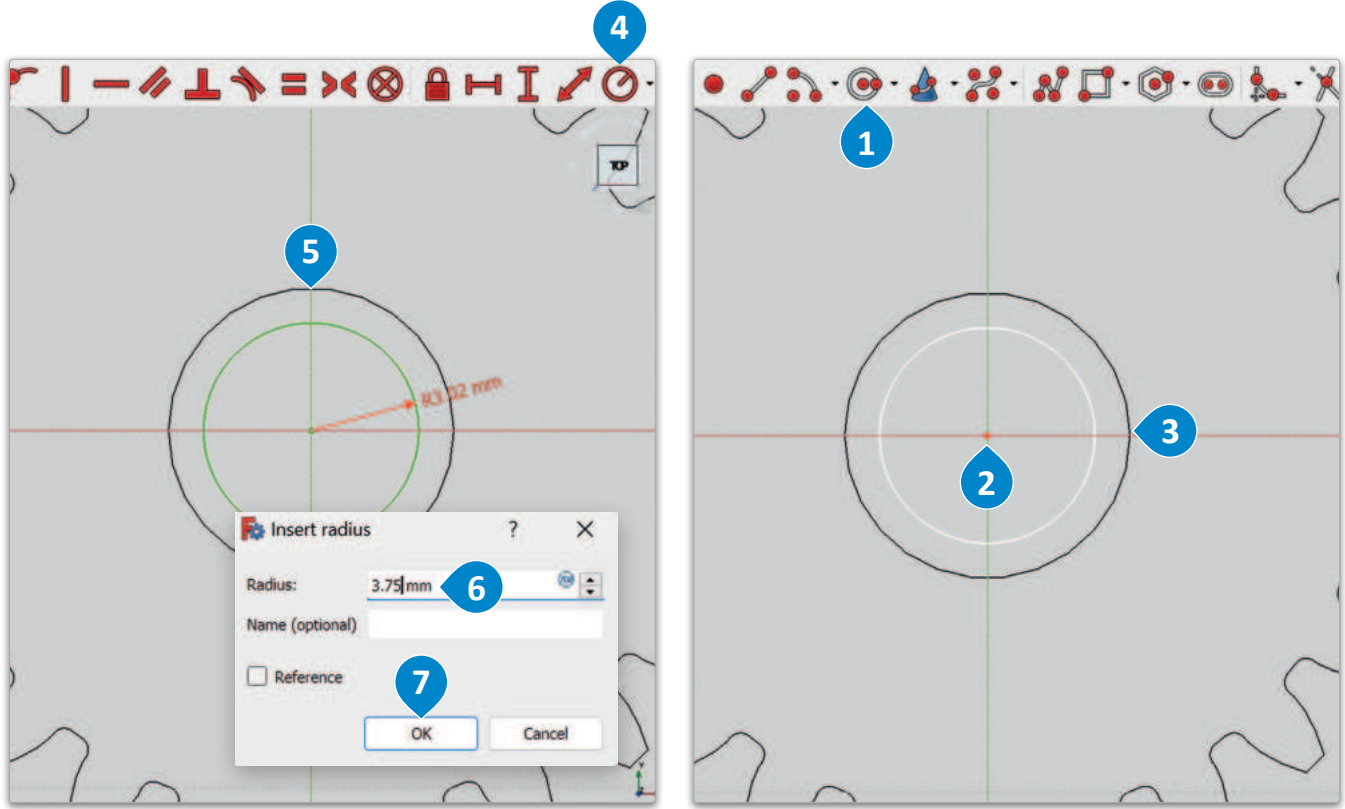 4
TOP
5
R3.02 mm
Insert radius ? X
Radius: 3.75 mm
6
Name (optional)
Reference
7
OK Cancel
1
3
2